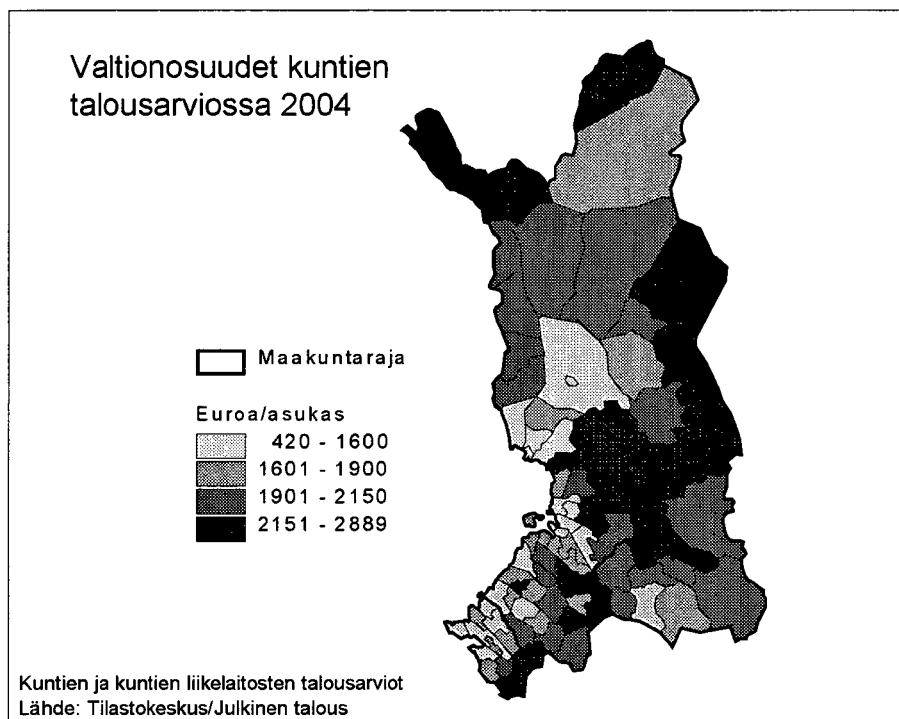 Valtionosuudet kuntien
talousarviossa 2004
Maakuntaraja
Euroa/asukas
420 - 1600
1601 - 1900
1901 - 2150
2151 - 2889
Kuntien ja kuntien liikelaitosten talousarviot
Lähde: Tilastokeskus/Julkinen talous